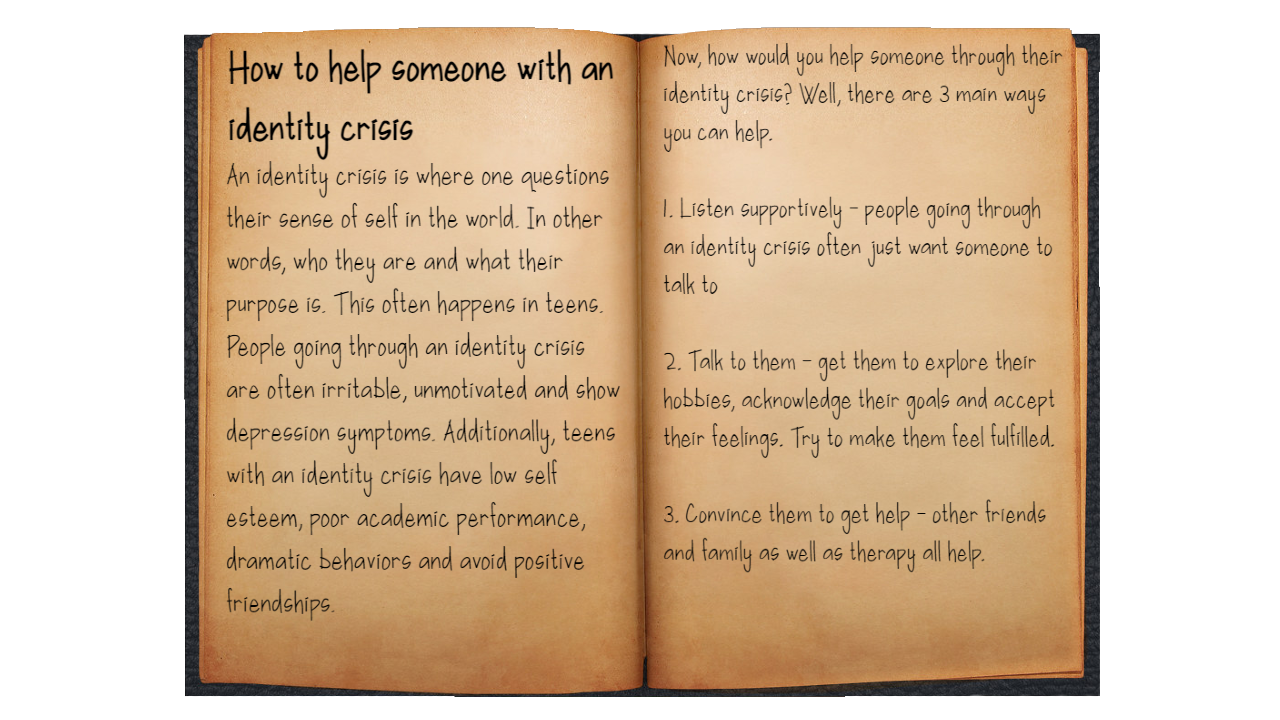 How to help someone with an
identity crisis
An identity crisis is where one questions
their sense of self in the world. In other
words, who they are and what their
purpose is. This often happens in teens.
People going through an identity crisis
are often irritable, unmotivated and show
depression symptoms. Additionally, teens
with an identity crisis have low self
esteem, poor academic performance,
dramatic behaviors and avoid positive
friendships.
Now, how would you help someone through their
identity crisis? Well, there are 3 main ways
you can help.
1. Listen supportively - people going through
an identity crisis often just want someone to
talk to
2. Talk to them - get them to explore their
hobbies, acknowledge their goals and accept
their feelings. Try to make them feel fulfilled.
3. Convince them to get help - other friends
and family as well as therapy all help.